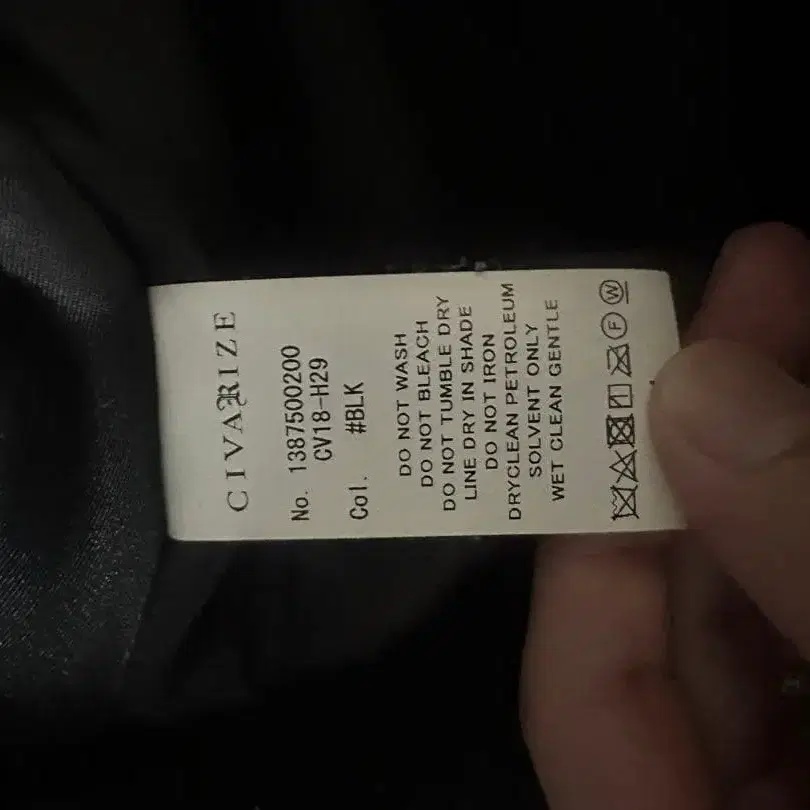 CIVARIZE
No. 1387500200
CV18-H29
Col. #BLK
DO NOT WASH
DO NOT BLEACH
DO NOT TUMBLE DRY
LINE DRY IN SHADE
DO NOT IRON
DRYCLEAN PETROLEUM
SOLVENT ONLY
WET CLEAN GENTLE
F W